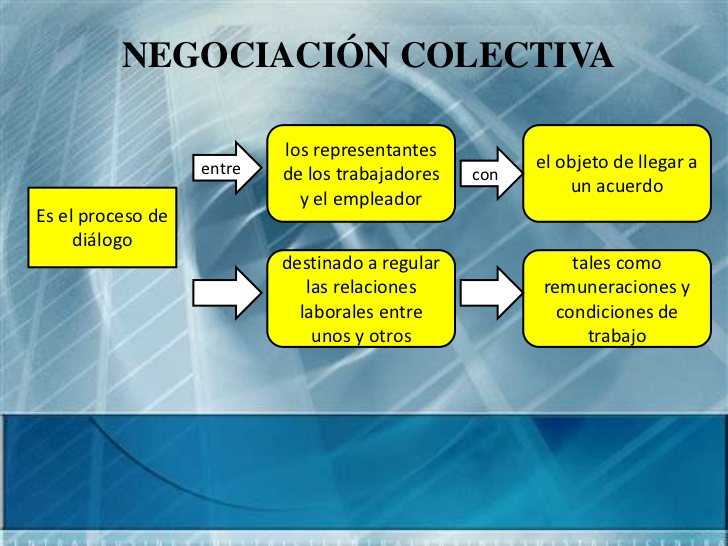 NEGOCIACIÓN COLECTIVA
Es el proceso de
diálogo
entre
los representantes
de los trabajadores
y el empleador
con
el objeto de llegar a
un acuerdo
destinado a regular
las relaciones
laborales entre
unos y otros
tales como
remuneraciones y
condiciones de
trabajo